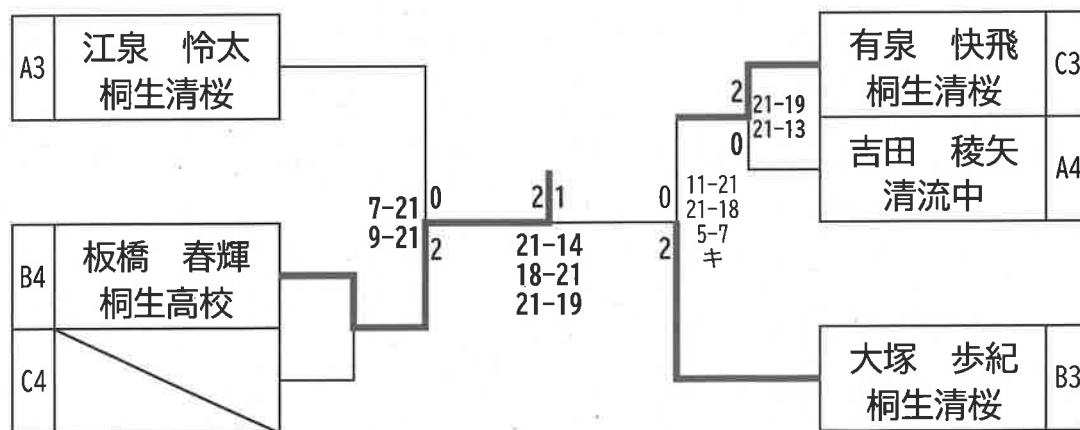 A3
江泉 怜太
桐生清桜
B4
板橋 春輝
桐生高校
C4
7-21
9-21
0
2
2
1
21-14
18-21
21-19
0
2
11-21
21-18
5-7
キ
2
0
21-19
21-13
有泉 快飛
桐生清桜
C3
吉田 稜矢
清流中
A4
大塚 歩紀
桐生清桜
B3